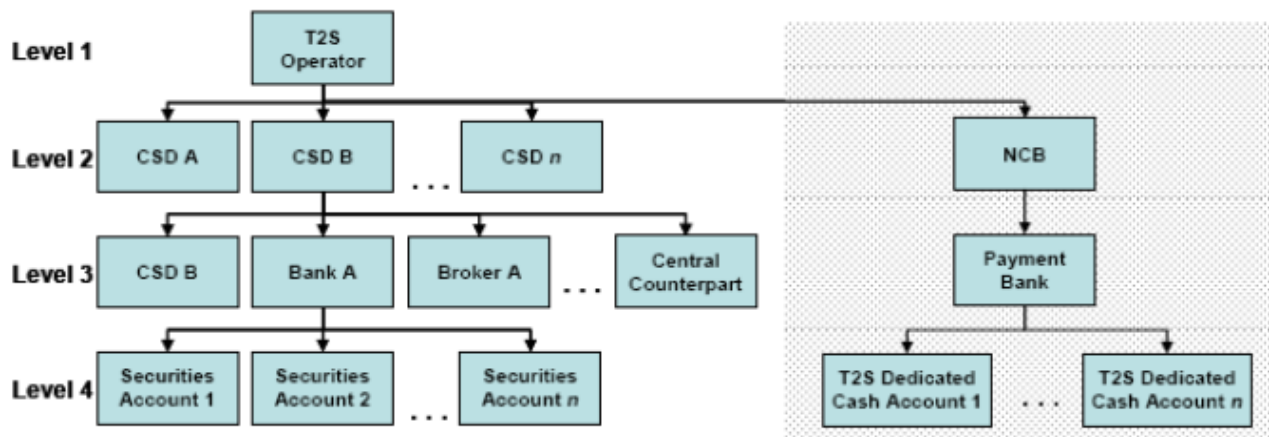 Level 1
T2S
Operator
Level 2
CSD A
CSD B
. . .
CSD n
NCB
Level 3
CSD B
Bank A
Broker A
. . .
Central
Counterpart
Payment
Bank
Level 4
Securities
Account 1
Securities
Account 2
. . .
Securities
Account n
T2S Dedicated
Cash Account 1
. . .
T2S Dedicated
Cash Account n